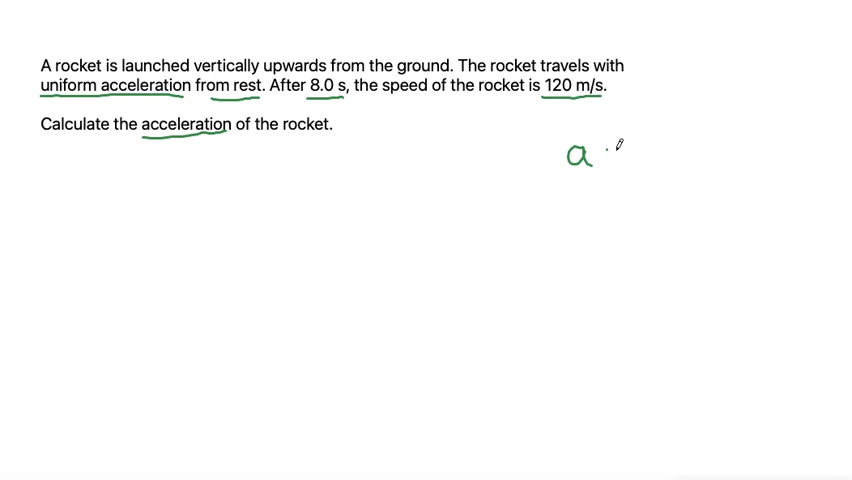 A rocket is launched vertically upwards from the ground. The rocket travels with
uniform acceleration from rest. After 8.0 s, the speed of the rocket is 120 m/s.
Calculate the acceleration of the rocket.
a